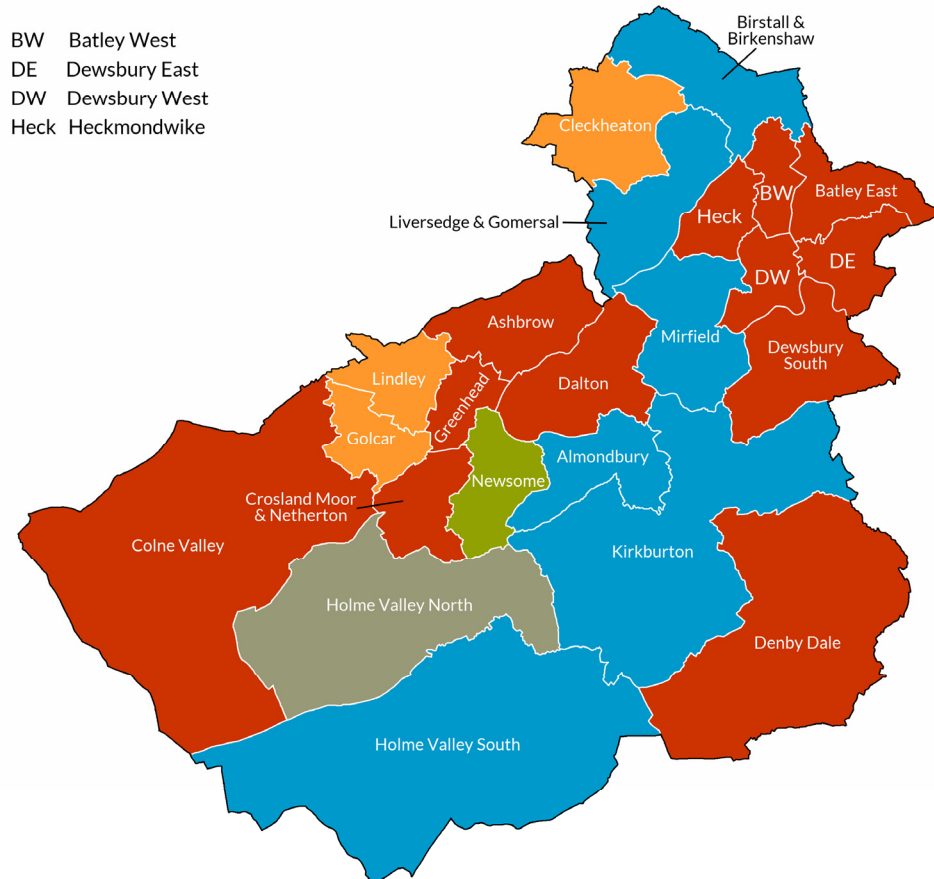 BW Batley West
DE Dewsbury East
DW Dewsbury West
Heck Heckmondwike
Birstall &
Birkenshaw
Cleckheaton
BW
Batley East
Heck
Liversedge & Gomersal
DE
DW
Ashbrow
Mirfield
Dewsbury
South
Lindley
Dalton
Greenhead
Golcar
Almondbury
Newsome
Crosland Moor
& Netherton
Colne Valley
Kirkburton
Holme Valley North
Denby Dale
Holme Valley South